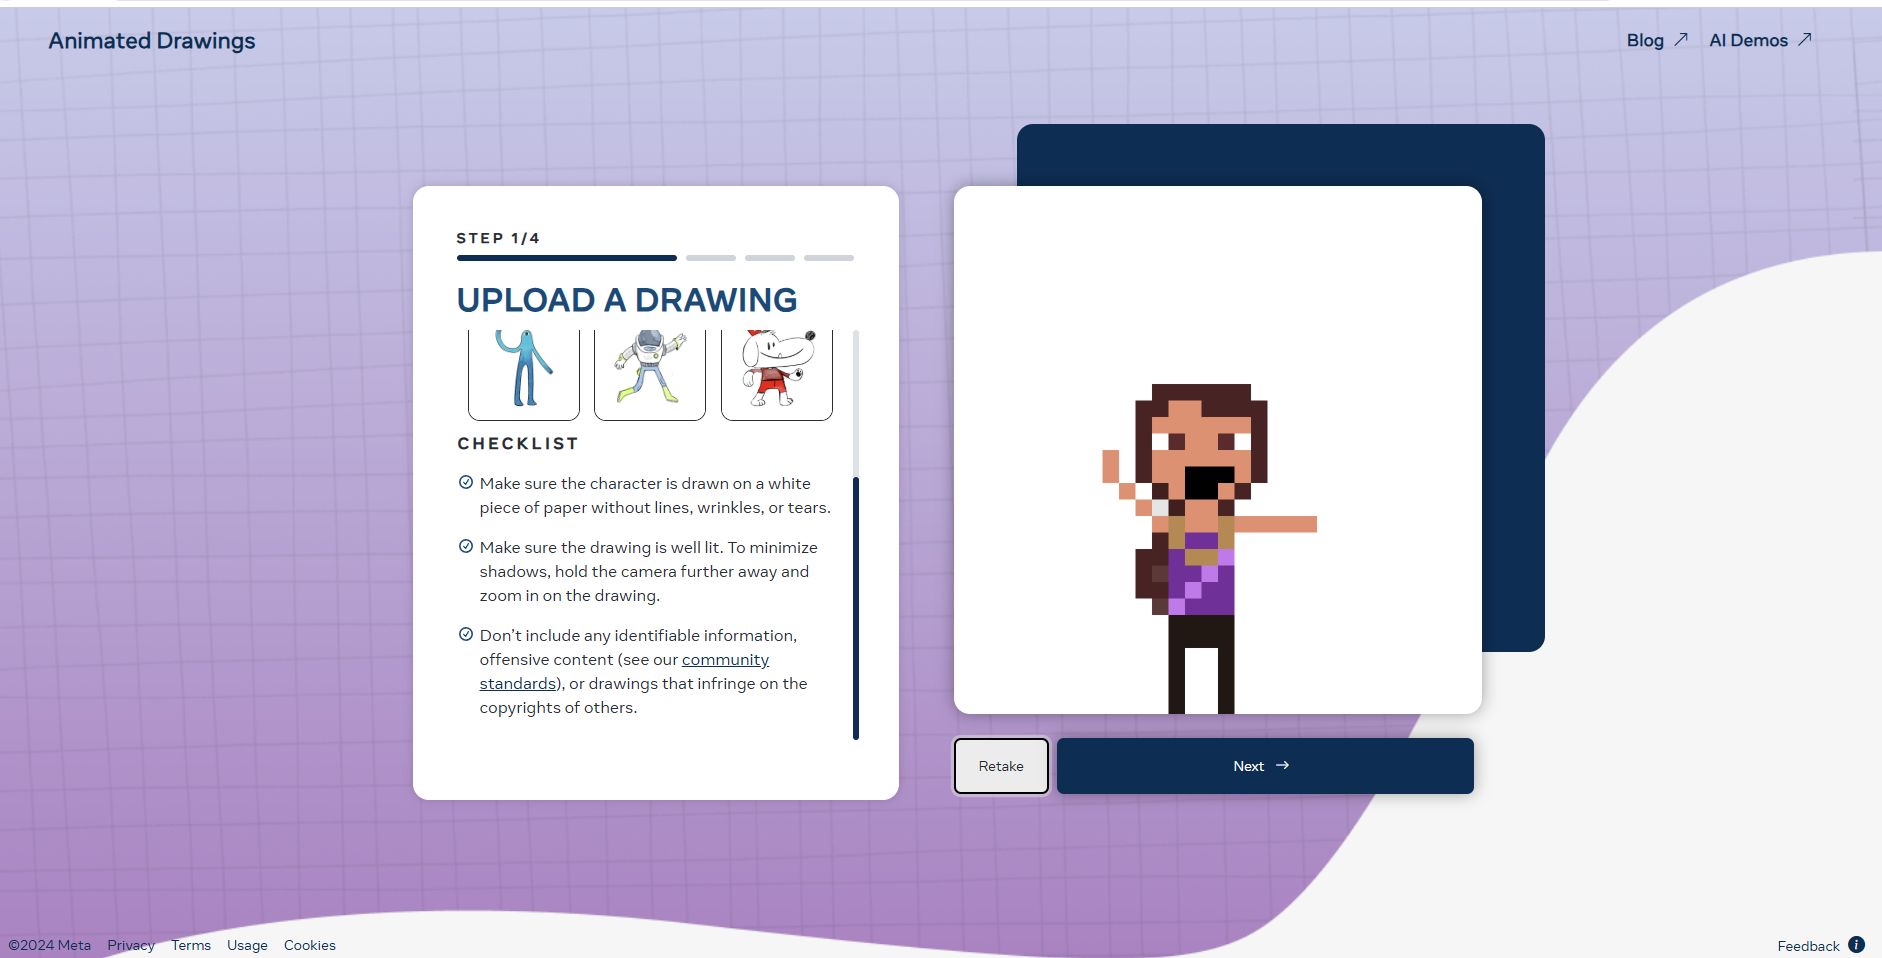 Animated Drawings
Blog
AI Demos
STEP 1/4
UPLOAD A DRAWING
CHECKLIST
Make sure the character is drawn on a white
piece of paper without lines, wrinkles, or tears.
Make sure the drawing is well lit. To minimize
shadows, hold the camera further away and
zoom in on the drawing.
Don’t include any identifiable information,
offensive content (see our community
standards), or drawings that infringe on the
copyrights of others.
Retake
Next
©2024 Meta Privacy Terms Usage Cookies
Feedback i